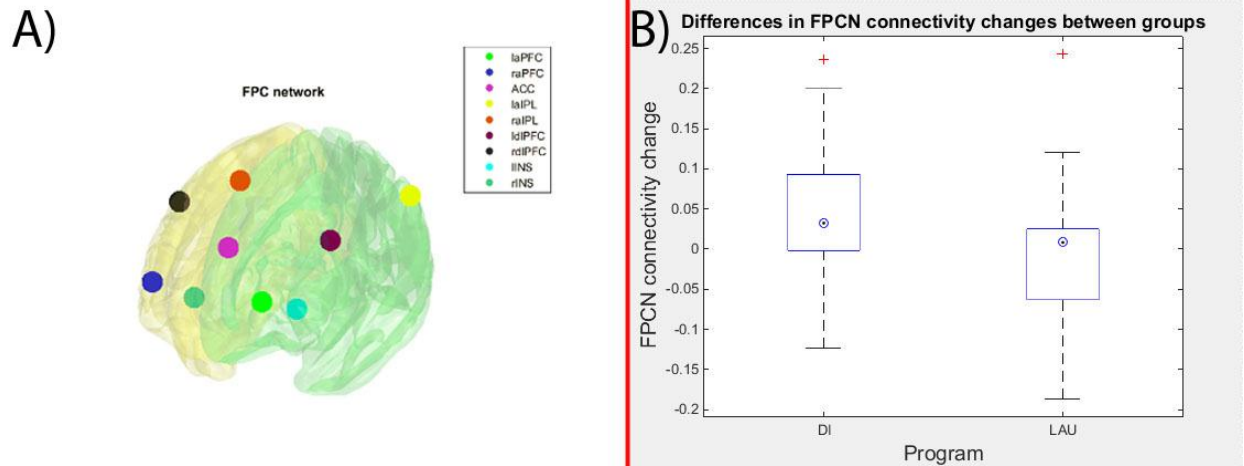 A)
FPC network
laPFC
raPFC
ACC
laIPL
raIPL
ldlPFC
rdlPFC
lINS
rINS
B)
Differences in FPCN connectivity changes between groups
FPCN connectivity change
0.25
0.2
0.15
0.1
0.05
0
-0.05
-0.1
-0.15
-0.2
DI
LAU
Program